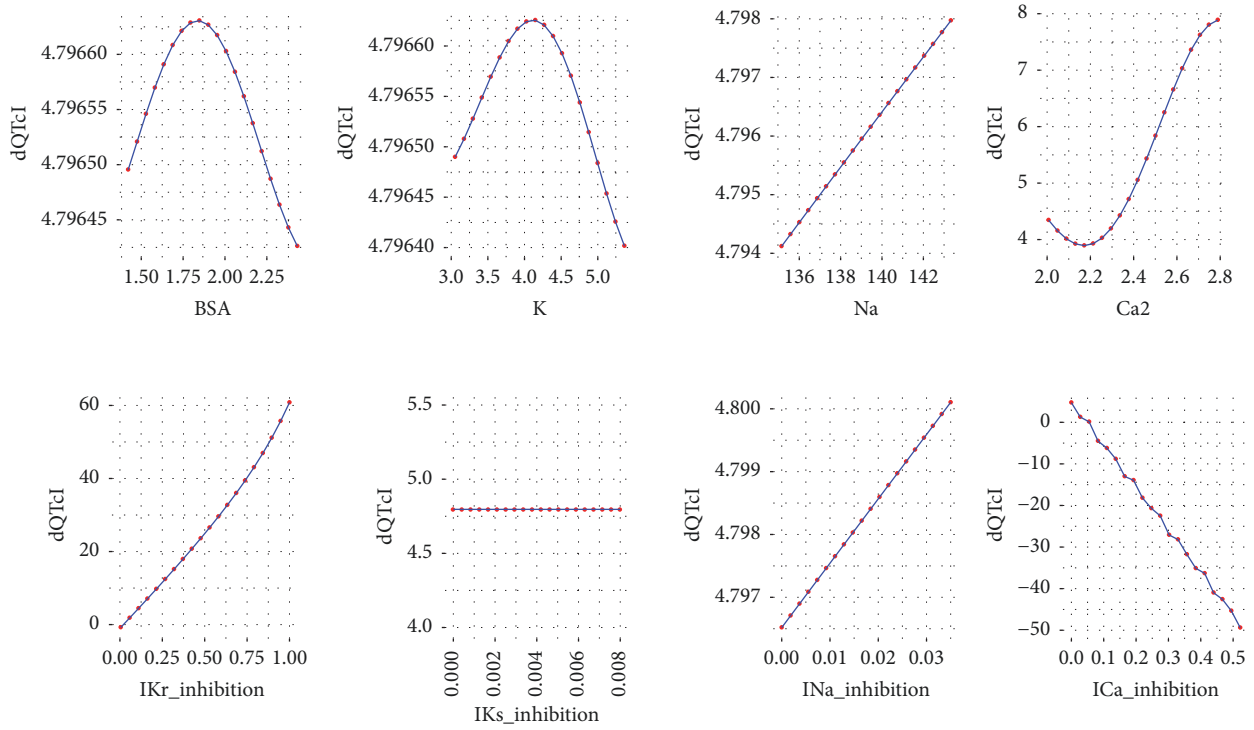 dQTcI
4.79660
4.79655
4.79650
4.79645
1.50 1.75 2.00 2.25
BSA
dQTcI
4.79660
4.79655
4.79650
4.79645
4.79640
3.0 3.5 4.0 4.5 5.0
K
dQTcI
4.798
4.797
4.796
4.795
4.794
136 138 140 142
Na
dQTcI
8
7
6
5
4
2.0 2.2 2.4 2.6 2.8
Ca2
dQTcI
60
40
20
0
0.00 0.25 0.50 0.75 1.00
IKr_inhibition
dQTcI
5.5
5.0
4.5
4.0
0.000 0.002 0.004 0.006 0.008
IKs_inhibition
dQTcI
4.800
4.799
4.798
4.797
0.00 0.01 0.02 0.03
INa_inhibition
dQTcI
0
−10
−20
−30
−40
−50
0.0 0.1 0.2 0.3 0.4 0.5
ICa_inhibition